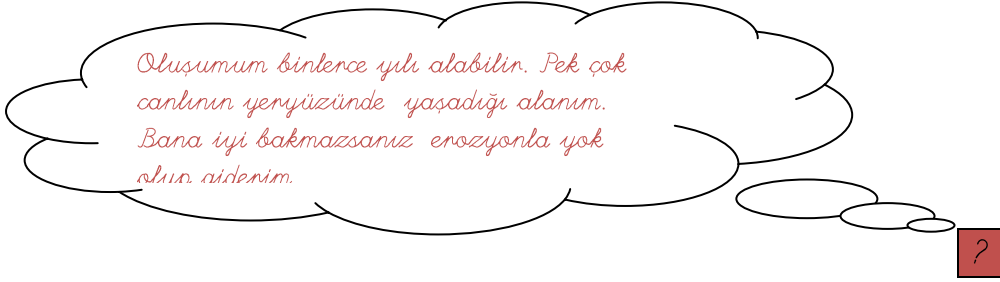 Oluşumum binlerce yılı alabilir. Pek çok
canlının yeryüzünde yaşadığı alanım.
Bana iyi bakmazsanız erozyonla yok
olup giderim.
?